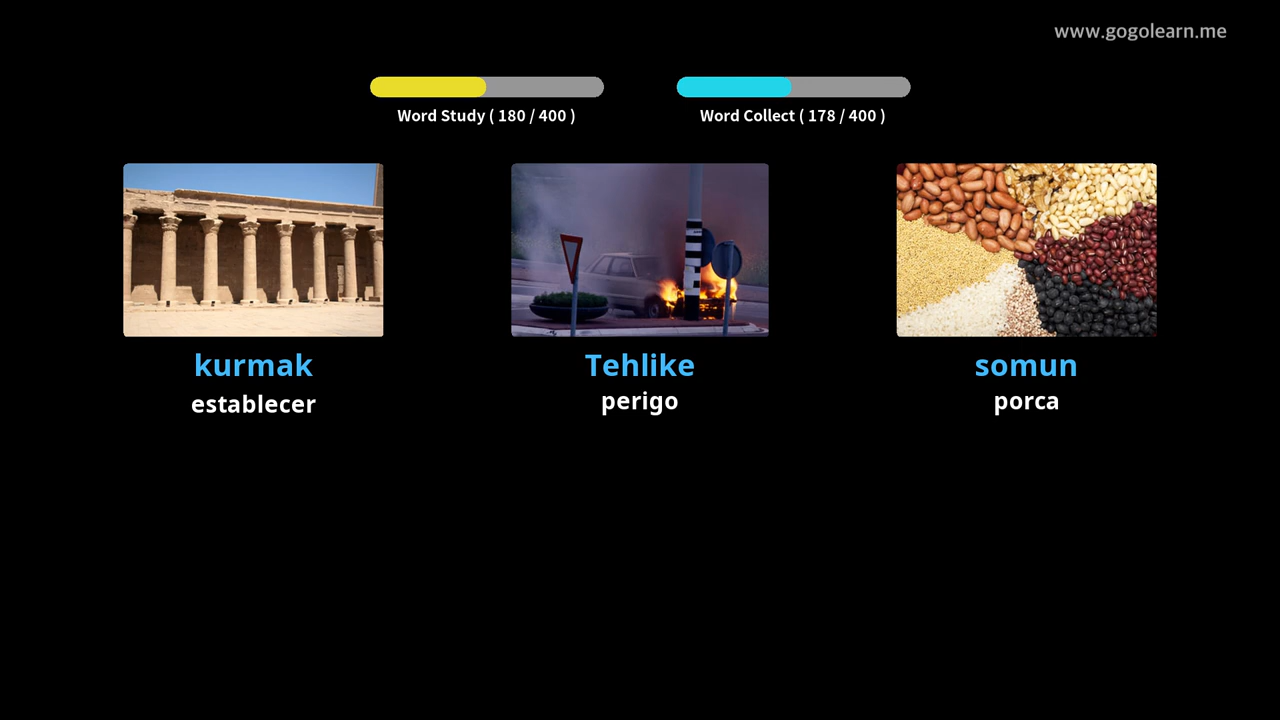 www.gogolearn.me
Word Study ( 180 / 400 )
Word Collect ( 178 / 400 )
kurmak
establecer
Tehlike
perigo
somun
porca